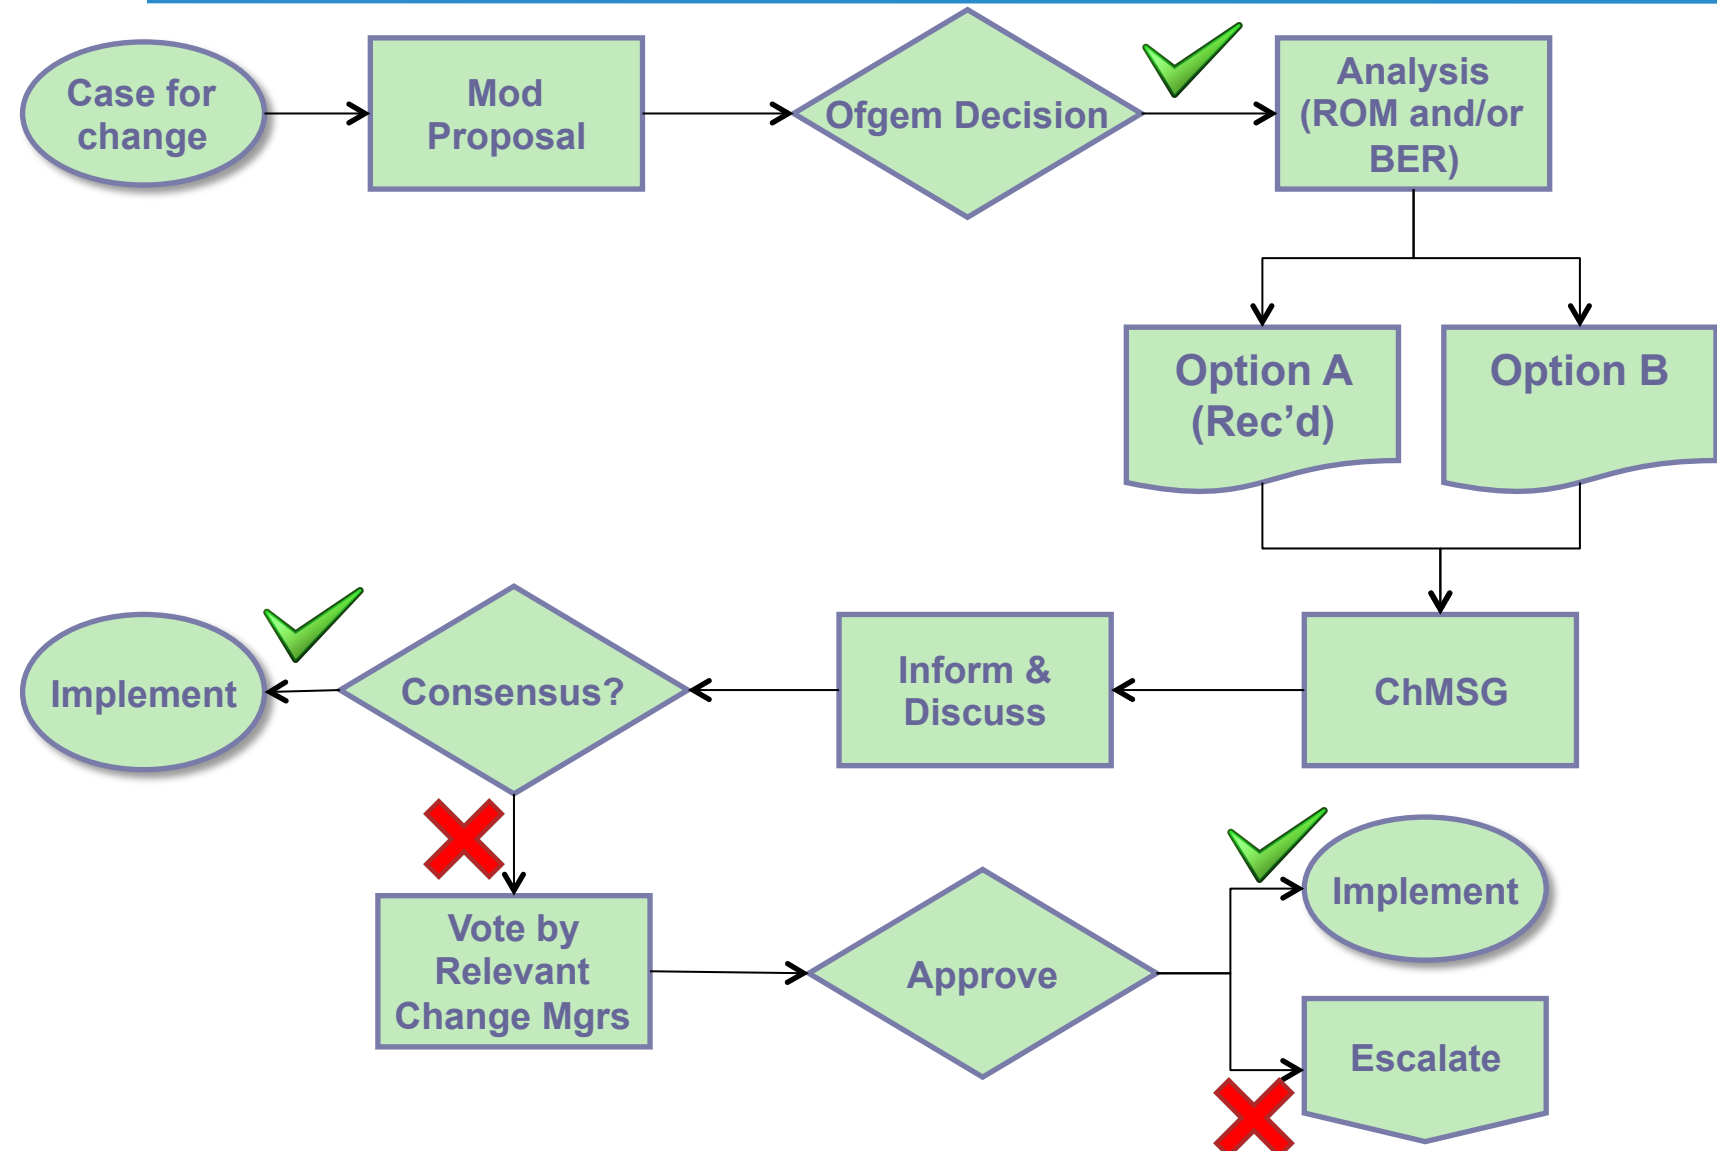 Case for
change
Mod
Proposal
Ofgem Decision
Analysis
(ROM and/or
BER)
Option A
(Rec’d)
Option B
Implement
Consensus?
Inform &
Discuss
ChMSG
Vote by
Relevant
Change Mgrs
Approve
Implement
Escalate